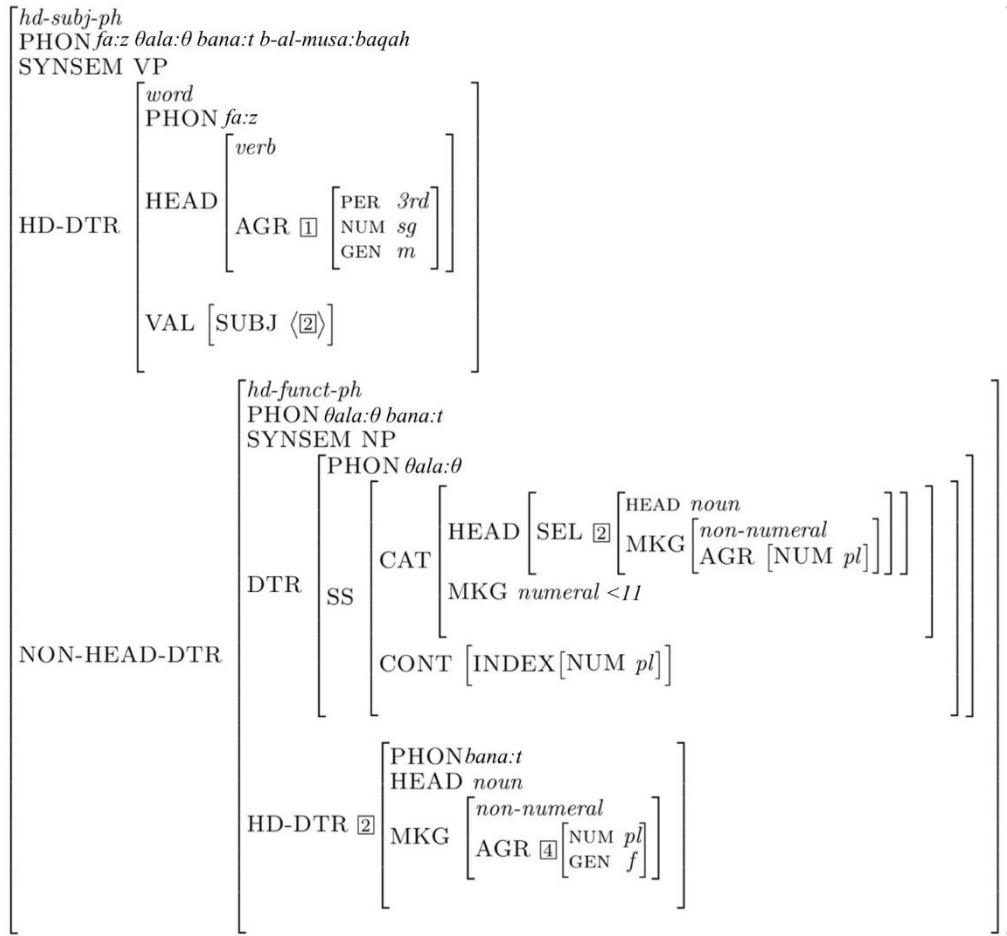 hd-subj-ph
PHON fa:z θala:θ bana:t b-al-musa:baqah
SYNSEM VP
HD-DTR
word
PHON fa:z
HEAD
verb
AGR 1
PER 3rd
NUM sg
GEN m
VAL [SUBJ ⟨2⟩]
NON-HEAD-DTR
hd-funct-ph
PHON θala:θ bana:t
SYNSEM NP
DTR
PHON θala:θ
SS
CAT
HEAD
SEL 2
HEAD noun
MKG
non-numeral
AGR [NUM pl]
MKG numeral <11
CONT [INDEX[NUM pl]]
HD-DTR 2
PHON bana:t
HEAD noun
MKG
non-numeral
AGR 4
NUM pl
GEN f